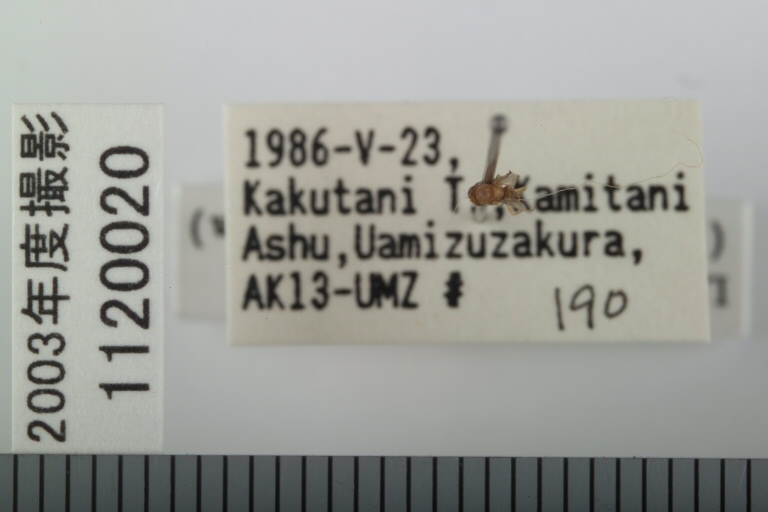 2003年度撮影
1120020
1986-V-23,
Kakutani T.,Kamitani
Ashu,Uamizuzakura,
AK13-UMZ # 190